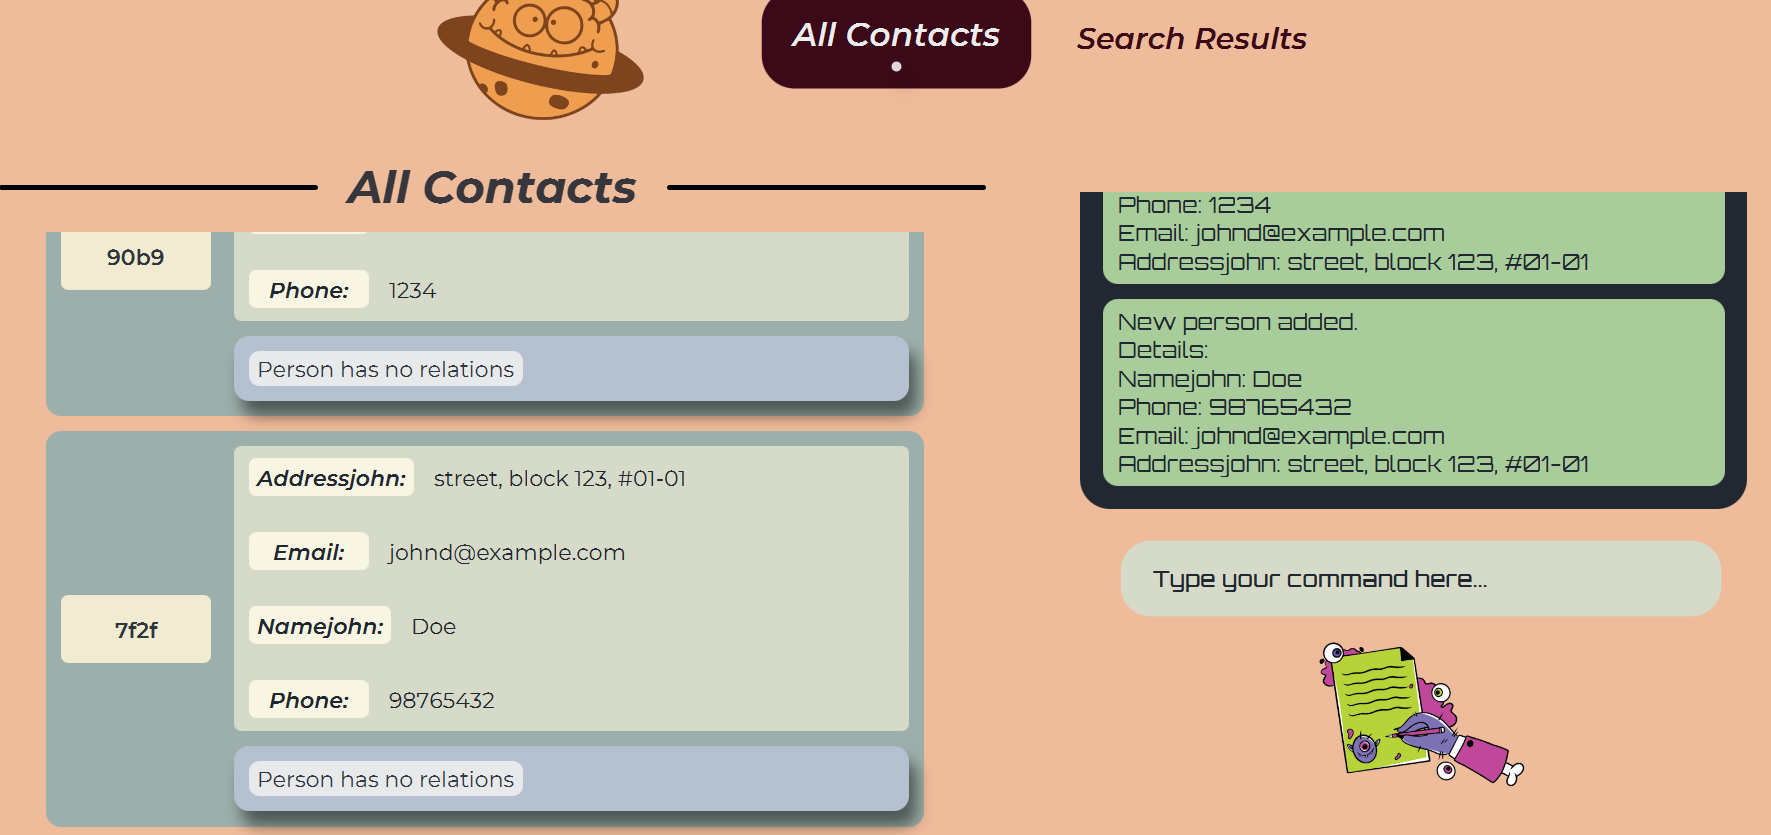 All Contacts
Search Results
All Contacts
90b9
Phone: 1234
Person has no relations
7f2f
Addressjohn: street, block 123, #01-01
Email: johnd@example.com
Namejohn: Doe
Phone: 98765432
Person has no relations
Phone: 1234
Email: johnd@example.com
Addressjohn: street, block 123, #01-01
New person added.
Details:
Namejohn: Doe
Phone: 98765432
Email: johnd@example.com
Addressjohn: street, block 123, #01-01
Type your command here...